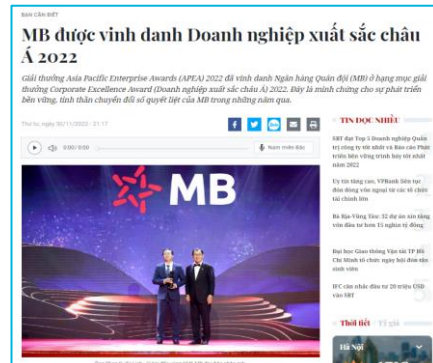 BẠN CẦN BIẾT
MB được vinh danh Doanh nghiệp xuất sắc châu
Á 2022
Giải thưởng Asia Pacific Enterprise Awards (APEA) 2022 đã vinh danh Ngân hàng Quân đội (MB) ở hạng mục giải
thưởng Corporate Excellence Award (Doanh nghiệp xuất sắc châu Á) 2022. Đây là minh chứng cho sự phát triển
bền vững, tinh thần chuyển đổi số quyết liệt của MB trong những năm qua.
Thứ tư, ngày 30/11/2022 - 21:17
0:00 / 0:00
Nam miền Bắc
MB
TIN ĐỌC NHIỀU
SBT đạt Top 5 Doanh nghiệp Quản
trị công ty tốt nhất và Báo cáo Phát
triển bền vững trình bày tốt nhất
năm 2022
Uy tín tăng cao, VPBank liên tục
đón dòng vốn ngoại từ các tổ chức
tài chính lớn
Bà Rịa-Vũng Tàu: 32 dự án xin tăng
vốn đầu tư hơn 15 nghìn tỷ đồng
Đại học Giao thông Vận tải TP Hồ
Chí Minh tổ chức ngày hội đón tân
sinh viên
IFC cân nhắc đầu tư 20 triệu USD
vào SBT
Thời tiết
Tỷ giá
Hà Nội